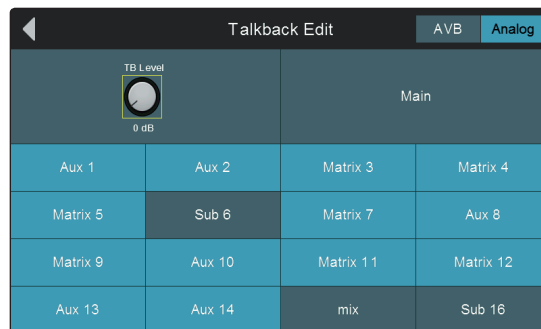 Talkback Edit
AVB
Analog
TB Level
0 dB
Main
Aux 1
Aux 2
Matrix 3
Matrix 4
Matrix 5
Sub 6
Matrix 7
Aux 8
Matrix 9
Aux 10
Matrix 11
Matrix 12
Aux 13
Aux 14
mix
Sub 16